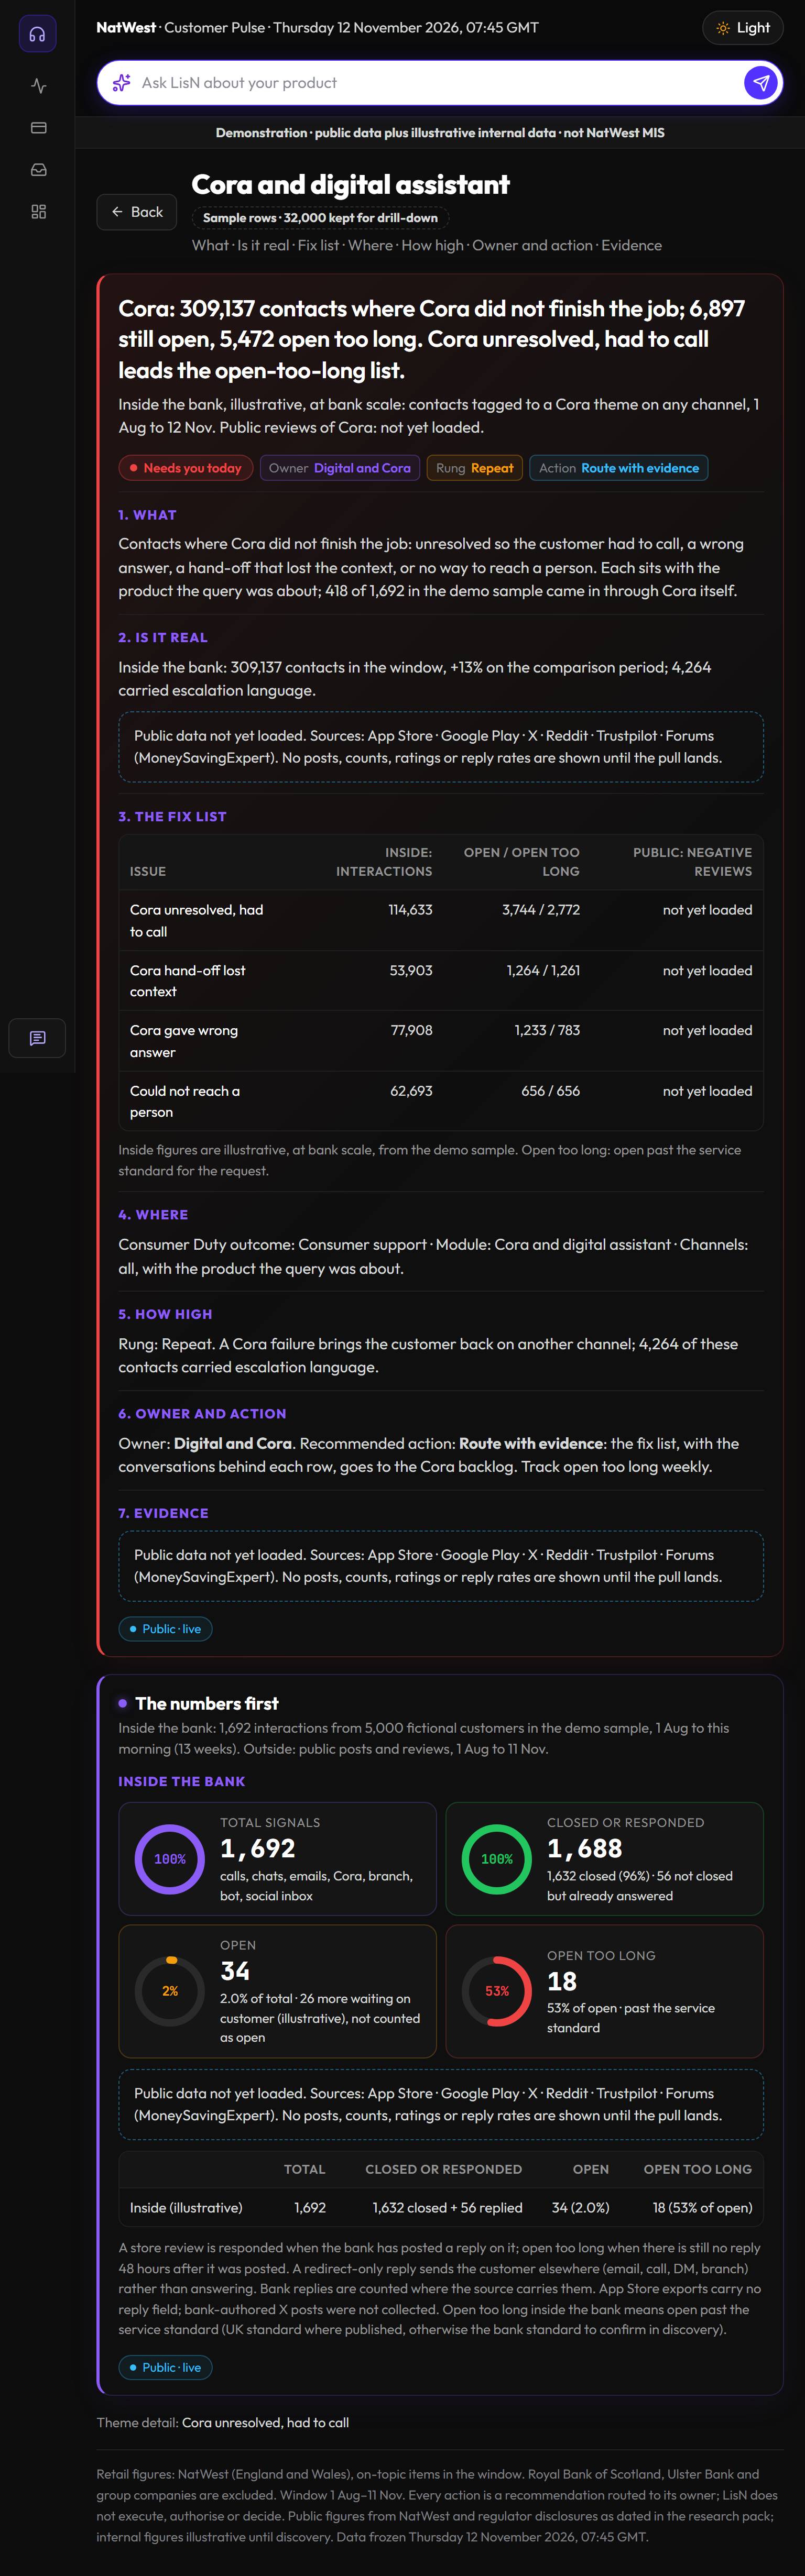 NatWest · Customer Pulse · Thursday 12 November 2026, 07:45 GMT
Light
Ask LisN about your product
Demonstration · public data plus illustrative internal data · not NatWest MIS
Back
Cora and digital assistant
Sample rows · 32,000 kept for drill-down
What · Is it real · Fix list · Where · How high · Owner and action · Evidence
Cora: 309,137 contacts where Cora did not finish the job; 6,897
still open, 5,472 open too long. Cora unresolved, had to call
leads the open-too-long list.
Inside the bank, illustrative, at bank scale: contacts tagged to a Cora theme on any channel, 1
Aug to 12 Nov. Public reviews of Cora: not yet loaded.
Needs you today
Owner Digital and Cora
Rung Repeat
Action Route with evidence
1. WHAT
Contacts where Cora did not finish the job: unresolved so the customer had to call, a wrong
answer, a hand-off that lost the context, or no way to reach a person. Each sits with the
product the query was about; 418 of 1,692 in the demo sample came in through Cora itself.
2. IS IT REAL
Inside the bank: 309,137 contacts in the window, +13% on the comparison period; 4,264
carried escalation language.
Public data not yet loaded. Sources: App Store · Google Play · X · Reddit · Trustpilot · Forums
(MoneySavingExpert). No posts, counts, ratings or reply rates are shown until the pull lands.
3. THE FIX LIST
ISSUE INSIDE: INTERACTIONS OPEN / OPEN TOO LONG PUBLIC: NEGATIVE REVIEWS
Cora unresolved, had to call 114,633 3,744 / 2,772 not yet loaded
Cora hand-off lost context 53,903 1,264 / 1,261 not yet loaded
Cora gave wrong answer 77,908 1,233 / 783 not yet loaded
Could not reach a person 62,693 656 / 656 not yet loaded
Inside figures are illustrative, at bank scale, from the demo sample. Open too long: open past the service
standard for the request.
4. WHERE
Consumer Duty outcome: Consumer support · Module: Cora and digital assistant · Channels:
all, with the product the query was about.
5. HOW HIGH
Rung: Repeat. A Cora failure brings the customer back on another channel; 4,264 of these
contacts carried escalation language.
6. OWNER AND ACTION
Owner: Digital and Cora. Recommended action: Route with evidence: the fix list, with the
conversations behind each row, goes to the Cora backlog. Track open too long weekly.
7. EVIDENCE
Public data not yet loaded. Sources: App Store · Google Play · X · Reddit · Trustpilot · Forums
(MoneySavingExpert). No posts, counts, ratings or reply rates are shown until the pull lands.
Public · live
The numbers first
Inside the bank: 1,692 interactions from 5,000 fictional customers in the demo sample, 1 Aug to this
morning (13 weeks). Outside: public posts and reviews, 1 Aug to 11 Nov.
INSIDE THE BANK
100%
TOTAL SIGNALS
1,692
calls, chats, emails, Cora, branch,
bot, social inbox
100%
CLOSED OR RESPONDED
1,688
1,632 closed (96%) · 56 not closed
but already answered
2%
OPEN
34
2.0% of total · 26 more waiting on
customer (illustrative), not counted
as open
53%
OPEN TOO LONG
18
53% of open · past the service
standard
Public data not yet loaded. Sources: App Store · Google Play · X · Reddit · Trustpilot · Forums
(MoneySavingExpert). No posts, counts, ratings or reply rates are shown until the pull lands.
TOTAL CLOSED OR RESPONDED OPEN OPEN TOO LONG
Inside (illustrative) 1,692 1,632 closed + 56 replied 34 (2.0%) 18 (53% of open)
A store review is responded when the bank has posted a reply on it; open too long when there is still no reply
48 hours after it was posted. A redirect-only reply sends the customer elsewhere (email, call, DM, branch)
rather than answering. Bank replies are counted where the source carries them. App Store exports carry no
reply field; bank-authored X posts were not collected. Open too long inside the bank means open past the
service standard (UK standard where published, otherwise the bank standard to confirm in discovery).
Public · live
Theme detail: Cora unresolved, had to call
Retail figures: NatWest (England and Wales), on-topic items in the window. Royal Bank of Scotland, Ulster Bank and
group companies are excluded. Window 1 Aug–11 Nov. Every action is a recommendation routed to its owner; LisN does
not execute, authorise or decide. Public figures from NatWest and regulator disclosures as dated in the research pack;
internal figures illustrative until discovery. Data frozen Thursday 12 November 2026, 07:45 GMT.